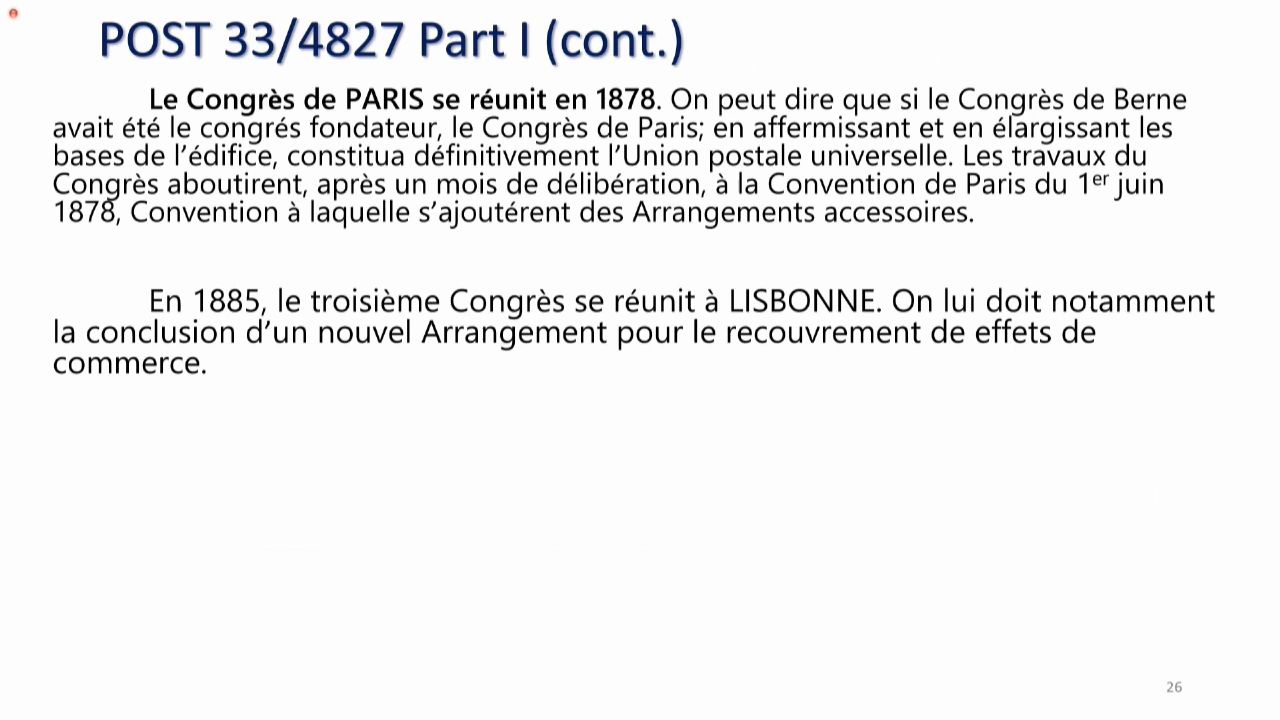 POST 33/4827 Part I (cont.)
Le Congrès de PARIS se réunit en 1878. On peut dire que si le Congrès de Berne
avait été le congrés fondateur, le Congrès de Paris; en affermissant et en élargissant les
bases de l’édifice, constitua définitivement l’Union postale universelle. Les travaux du
Congrès aboutirent, après un mois de délibération, à la Convention de Paris du 1er juin
1878, Convention à laquelle s’ajoutérent des Arrangements accessoires.
En 1885, le troisième Congrès se réunit à LISBONNE. On lui doit notamment
la conclusion d’un nouvel Arrangement pour le recouvrement de effets de
commerce.
26